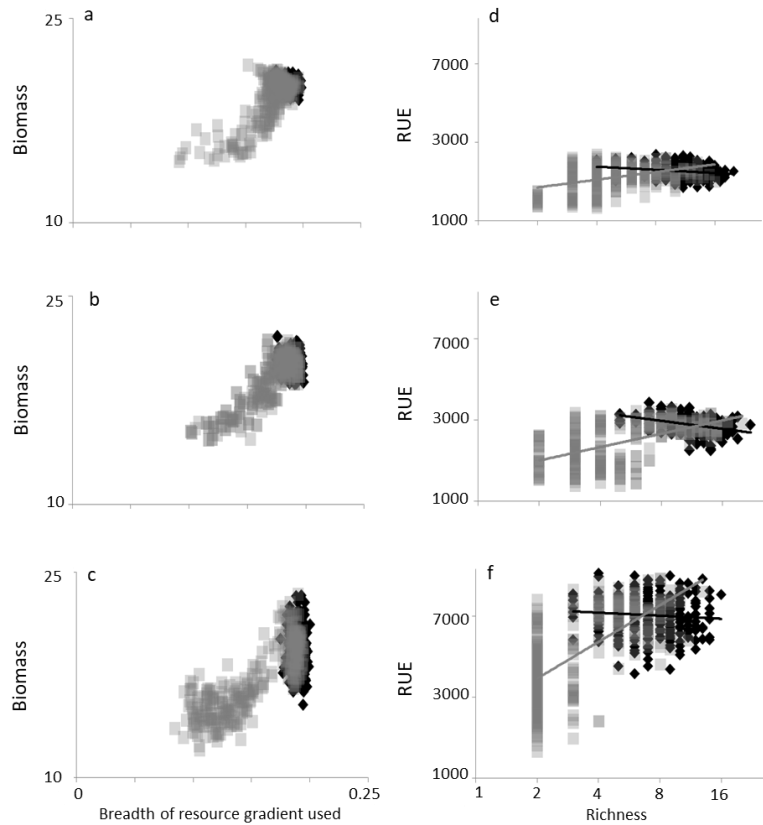 a
25
Biomass
10
b
25
Biomass
10
c
25
Biomass
10
0
0.25
Breadth of resource gradient used
d
7000
RUE
3000
1000
e
7000
RUE
3000
1000
f
7000
RUE
3000
1000
1 2 4 8 16
Richness